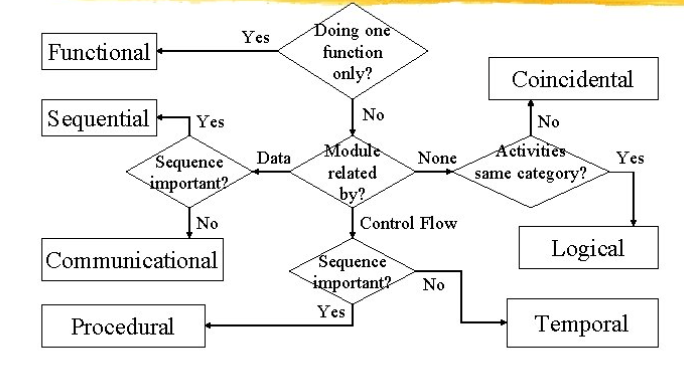 Doing one
function
only?
Yes
Functional
No
Coincidental
Sequential
Yes
No
Sequence
important?
Data
Module
related
by?
None
Activities
same category?
Yes
No
Control Flow
Communicational
Logical
Sequence
important?
No
Yes
Procedural
Temporal